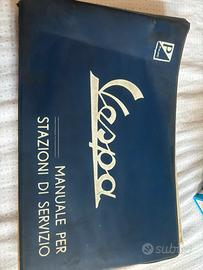 Vespa
MANUALE PER
STAZIONI DI SERVIZIO
subito